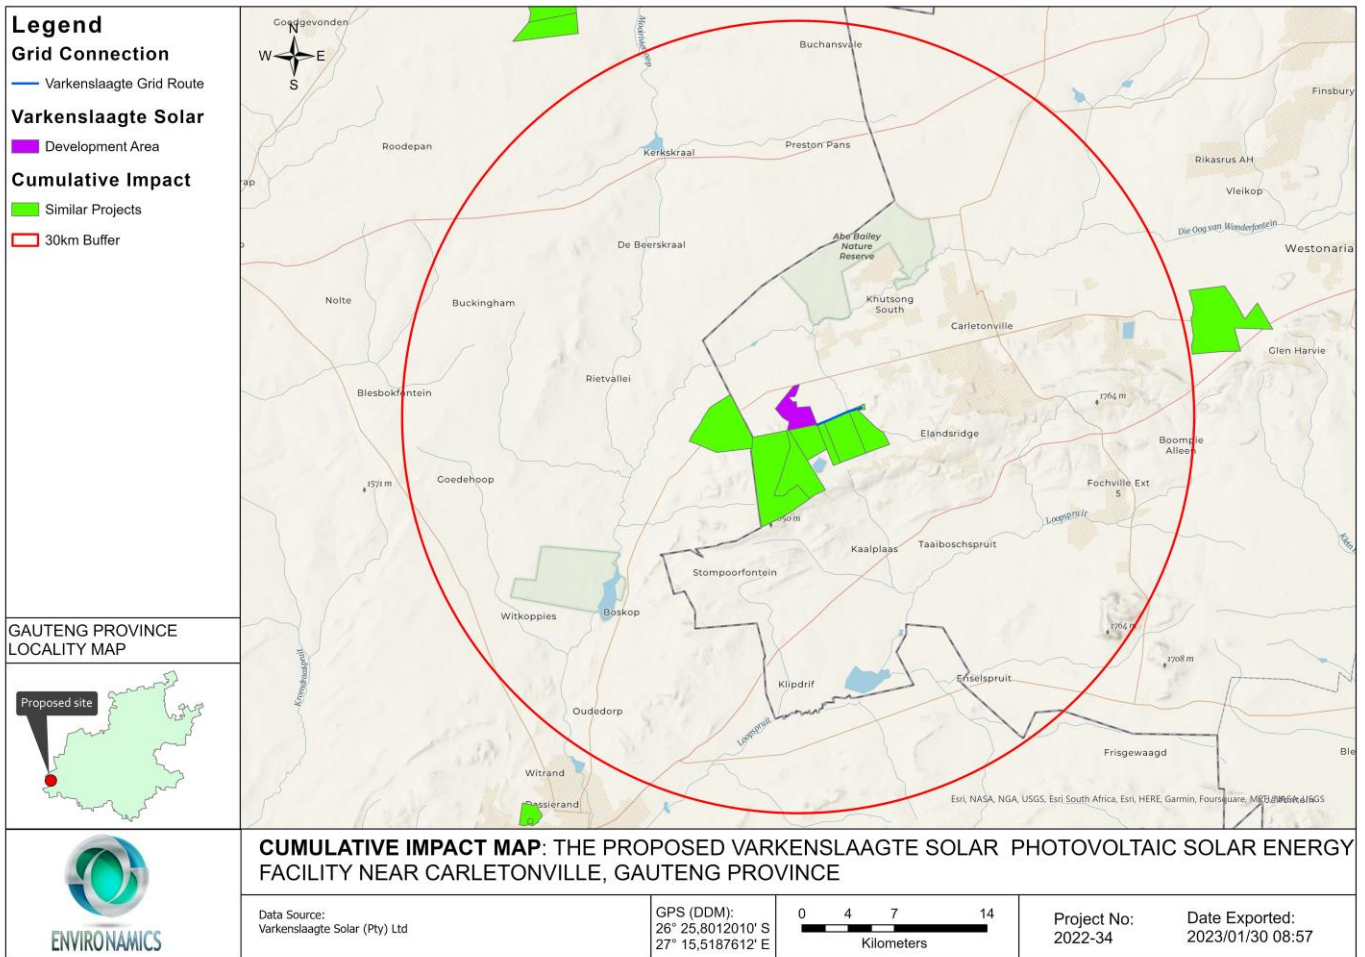 Legend
Grid Connection
Varkenslaagte Grid Route
Varkenslaagte Solar
Development Area
Cumulative Impact
Similar Projects
30km Buffer
GAUTENG PROVINCE
LOCALITY MAP
Proposed site
ENVIRONAMICS
Goedgevonden
N
W E
S
Buchansvale
Finsbury
Roodepan
Kerkskraal
Preston Pans
Rikasrus AH
Vleikop
Die Oog van Wonderfontein
Westonaria
De Beerskraal
Abe Bailey
Nature
Reserve
Nolte
Buckingham
Khutsong
South
Carletonville
Glen Harvie
Rietvallei
Blesbokfontein
1764 m
Elandsridge
Boompie
Alleen
Goedehoop
1571 m
Fochville Ext
5
Loopspruit
Kaalplaas
Taaiboschspruit
Stompoorfontein
Witkoppies
Boskop
1764 m
1708 m
Klipdrif
Enselspruit
Oudedorp
Loopspruit
Frisgewaagd
Witrand
Dassierand
Esri, NASA, NGA, USGS, Esri South Africa, Esri, HERE, Garmin, Foursquare, METI/NASA, USGS
CUMULATIVE IMPACT MAP: THE PROPOSED VARKENSLAAGTE SOLAR PHOTOVOLTAIC SOLAR ENERGY
FACILITY NEAR CARLETONVILLE, GAUTENG PROVINCE
Data Source:
Varkenslaagte Solar (Pty) Ltd
GPS (DDM):
26° 25,8012010' S
27° 15,5187612' E
0 4 7 14
Kilometers
Project No:
2022-34
Date Exported:
2023/01/30 08:57